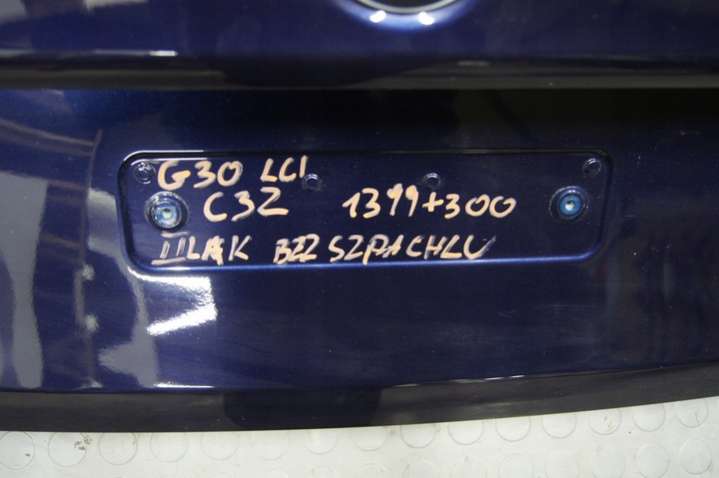 G30 LCI
C3Z 1399+300
II LAK BEZ SZPACHLU